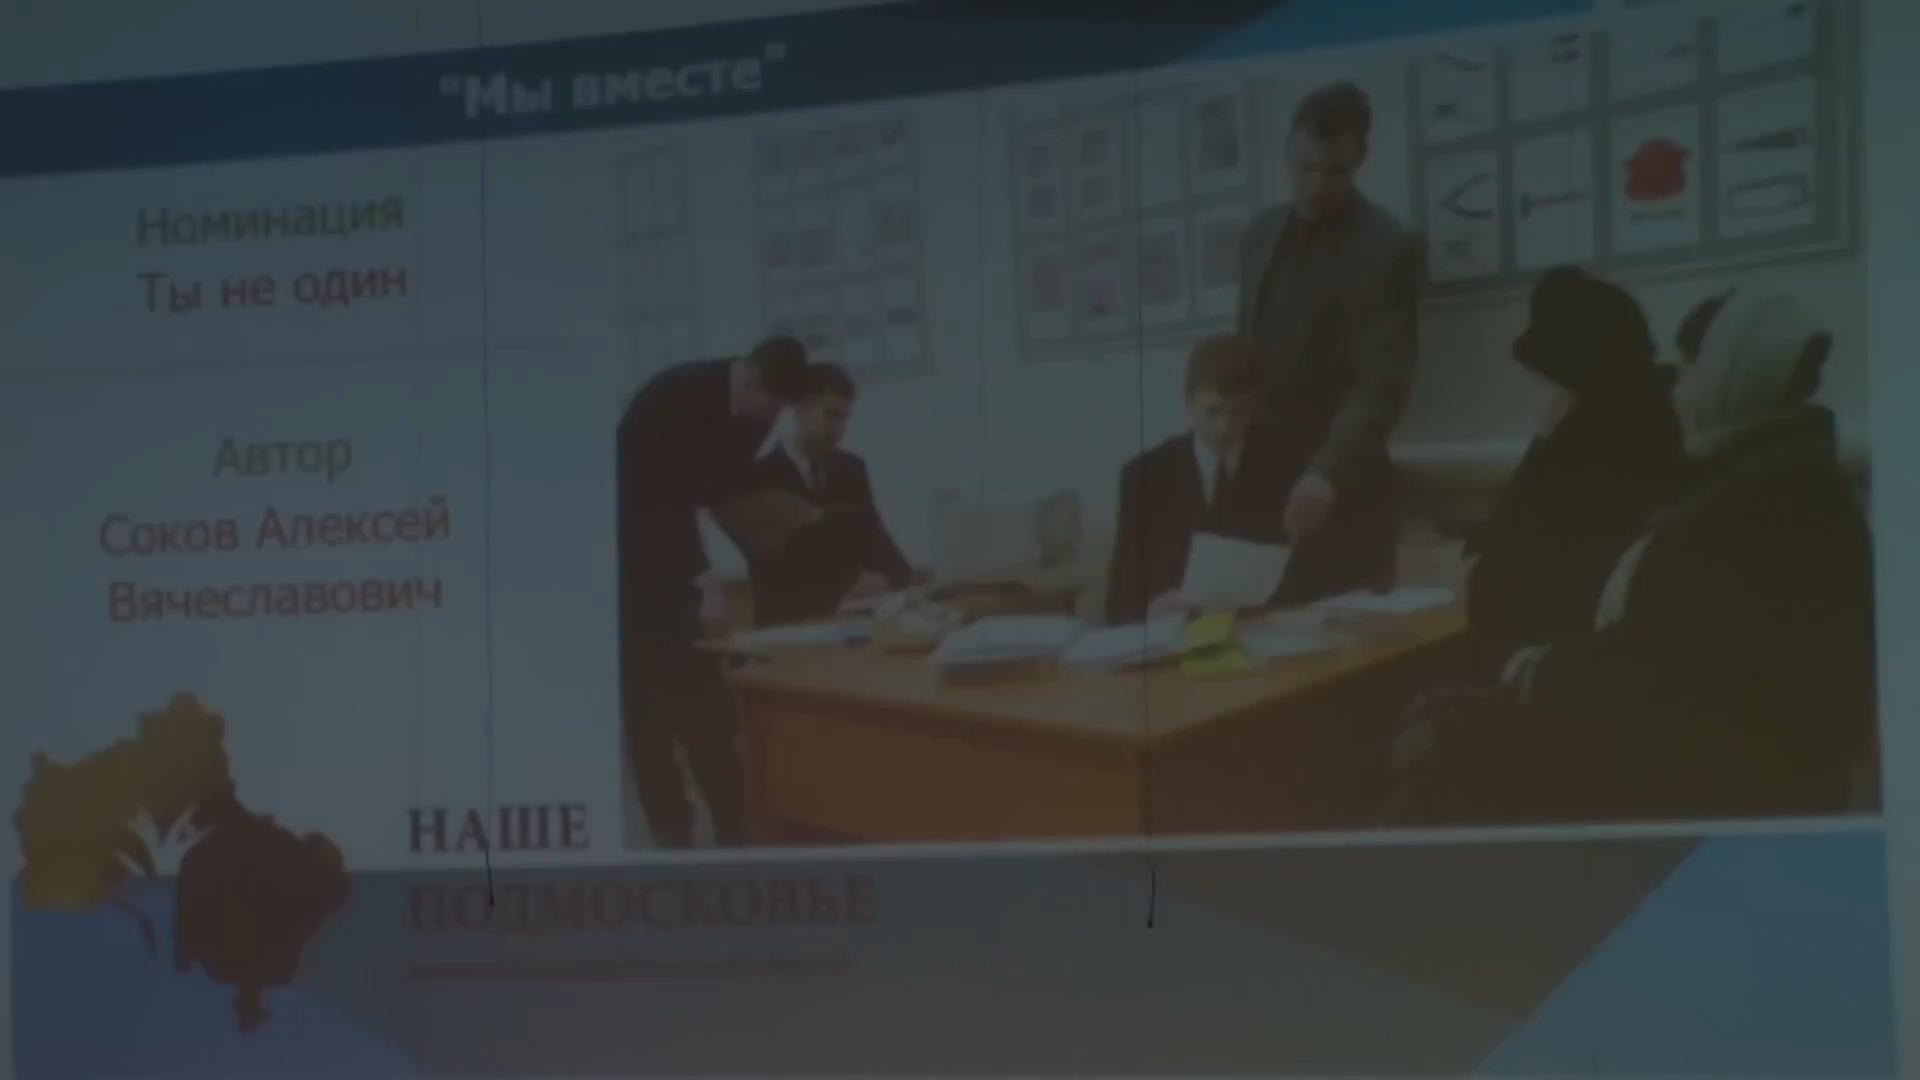 "Мы вместе"
Номинация
Ты не один
Автор
Соков Алексей
Вячеславович
НАШЕ
ПОДМОСКОВЬЕ